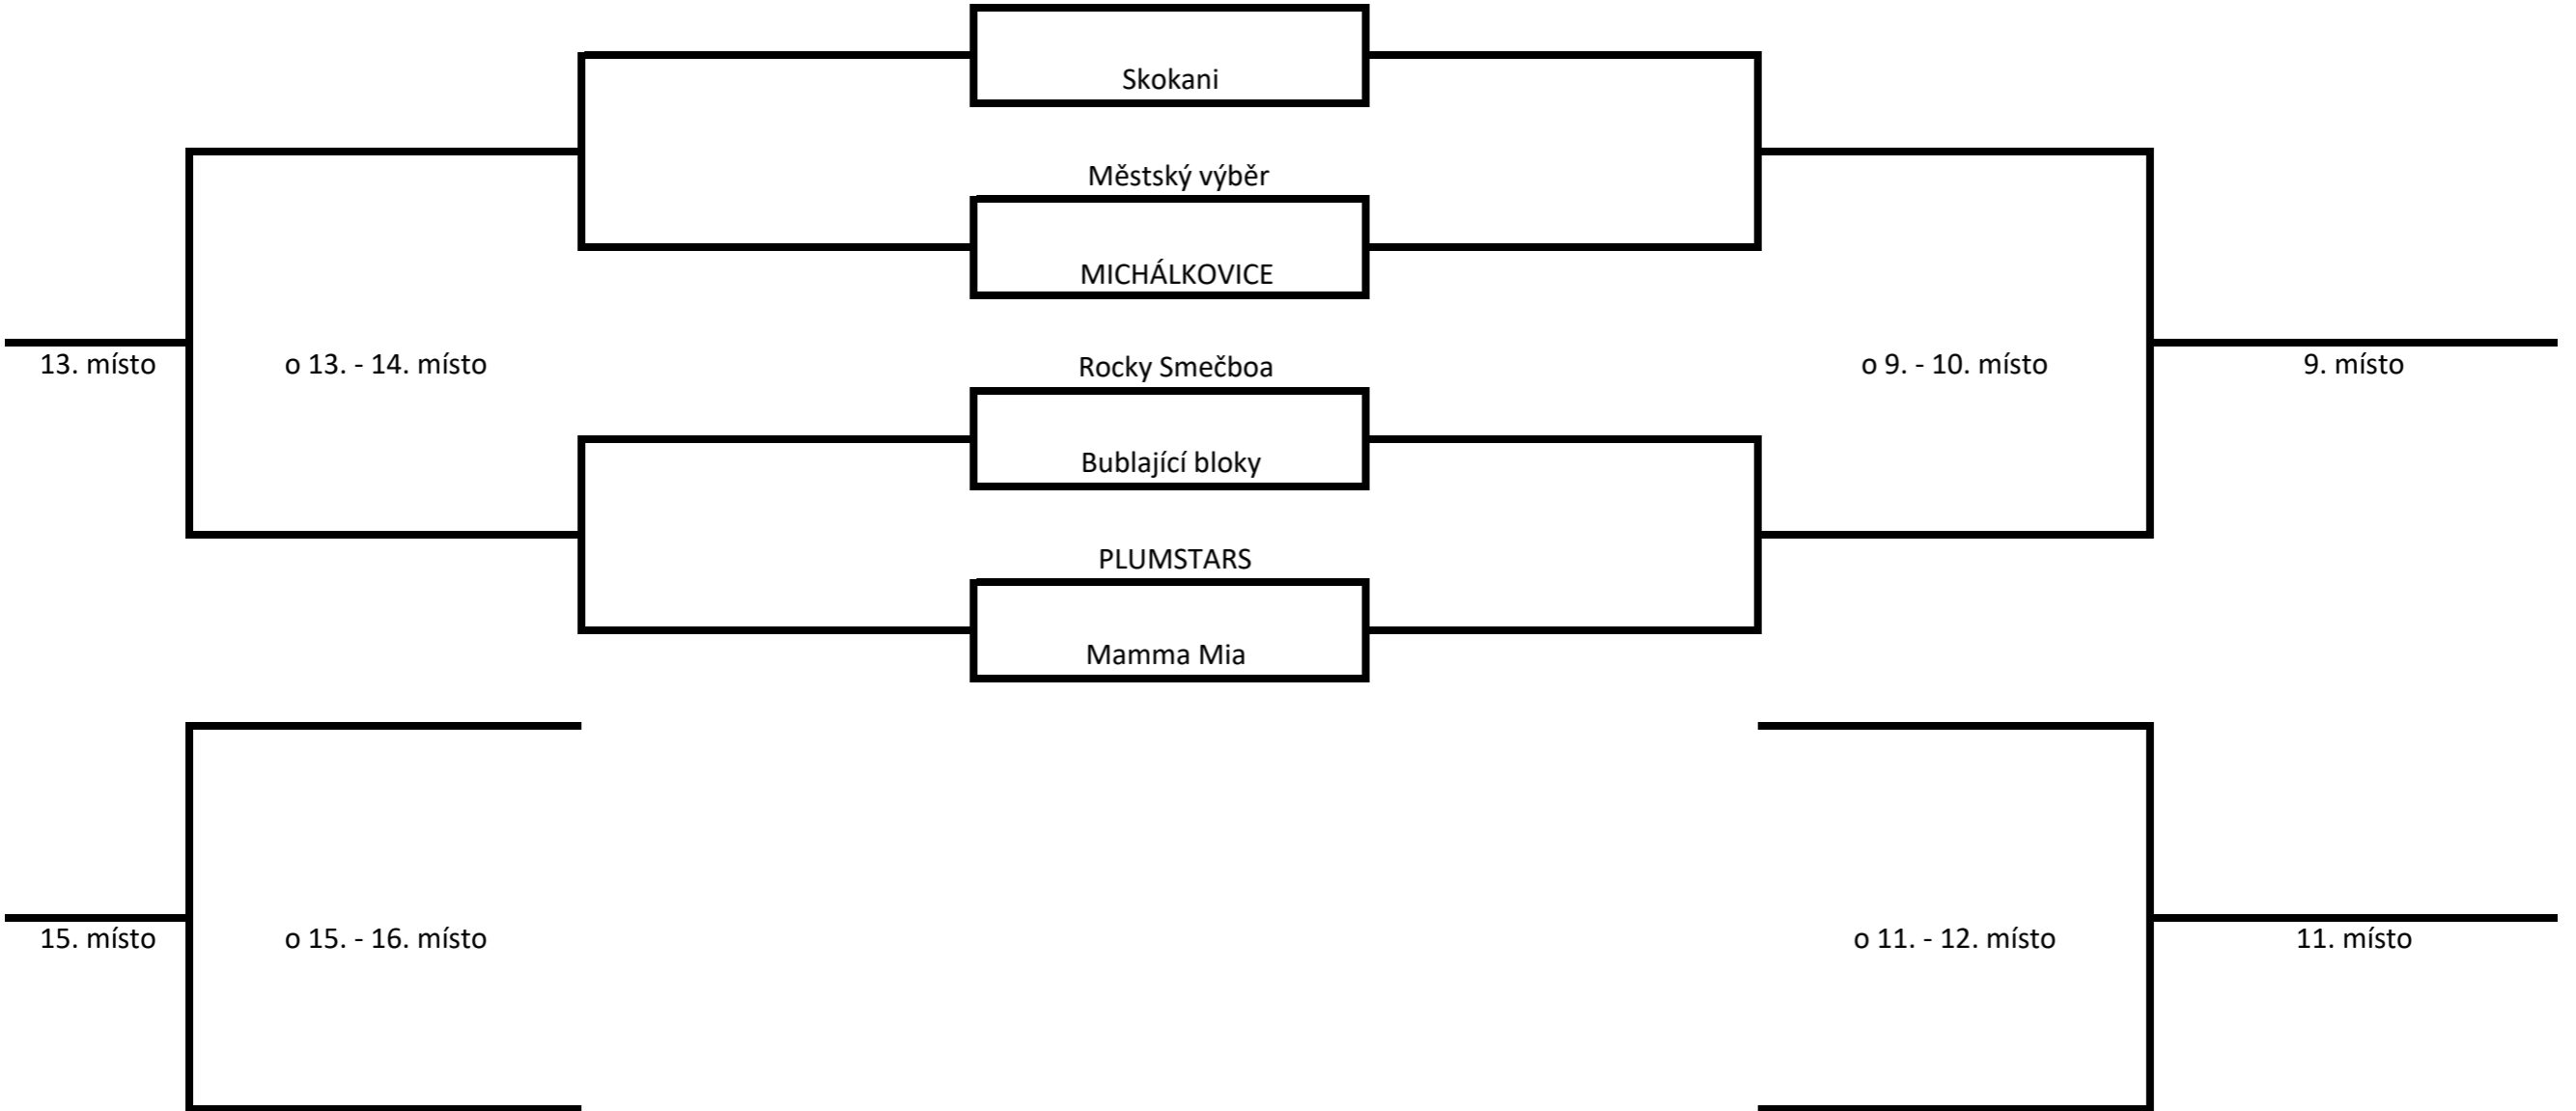 Skokani
Městský výběr
MICHÁLKOVICE
Rocky Smečboa
13. místo
o 13. - 14. místo
o 9. - 10. místo
9. místo
Bublající bloky
PLUMSTARS
Mamma Mia
15. místo
o 15. - 16. místo
o 11. - 12. místo
11. místo